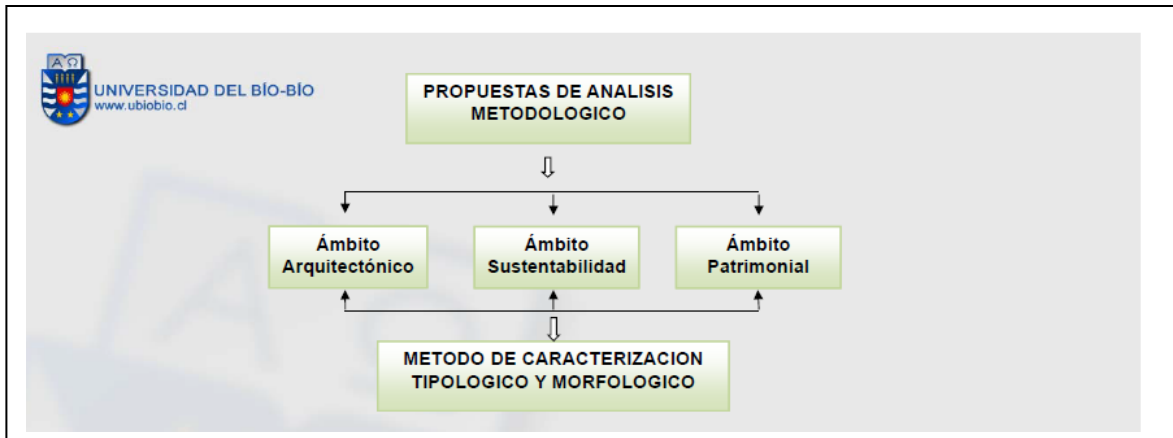 ΑΩ
UNIVERSIDAD DEL BÍO-BÍO
www.ubiobio.cl
PROPUESTAS DE ANALISIS
METODOLOGICO
Ámbito
Arquitectónico
Ámbito
Sustentabilidad
Ámbito
Patrimonial
METODO DE CARACTERIZACION
TIPOLOGICO Y MORFOLOGICO